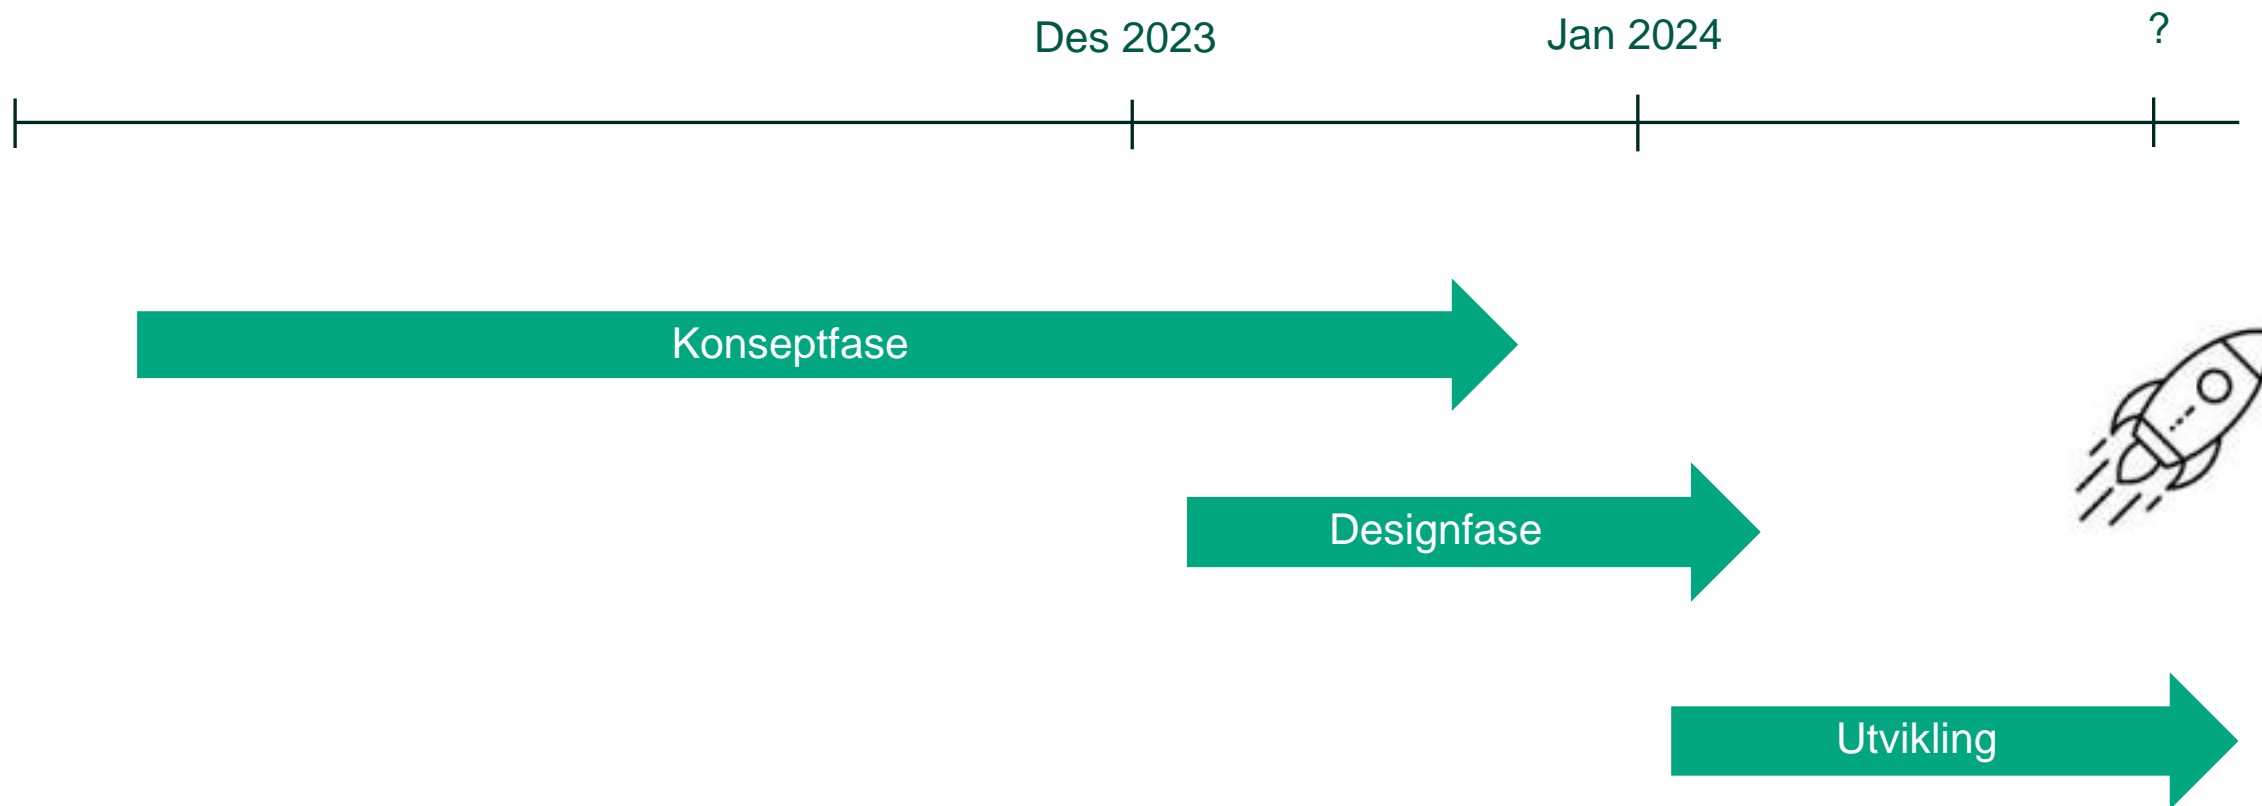 Des 2023
Jan 2024
?
Konseptfase
Designfase
Utvikling